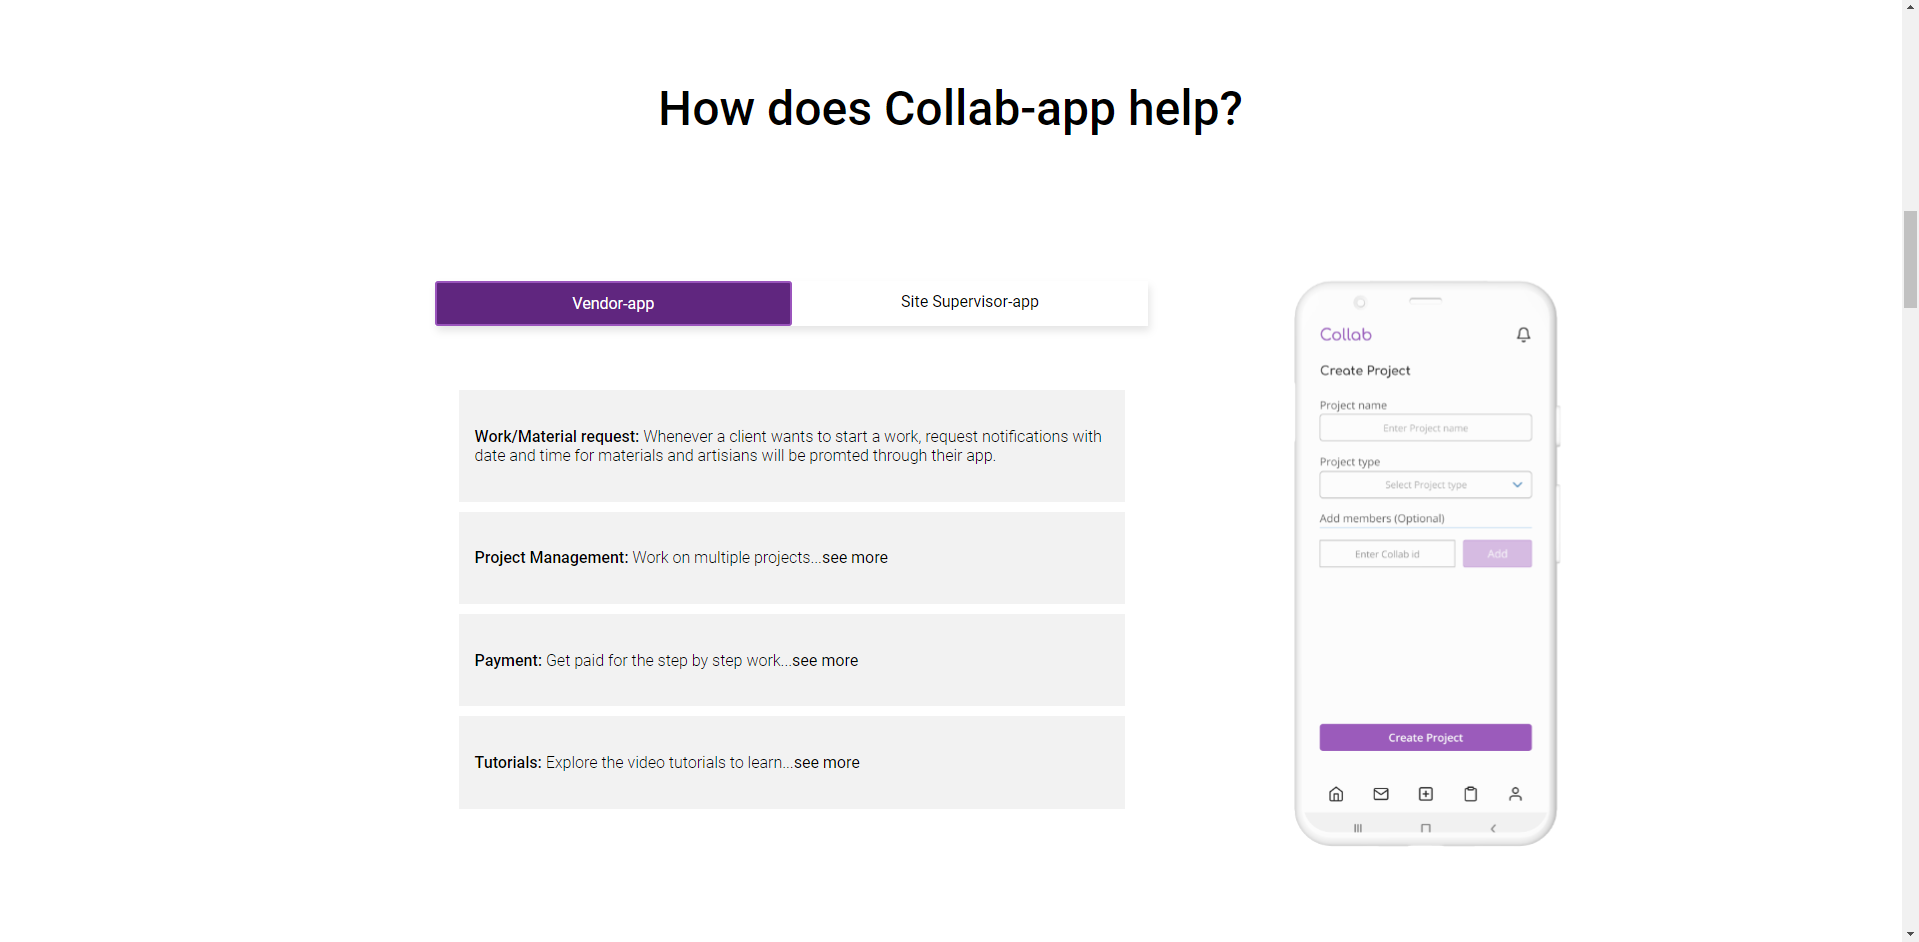 How does Collab-app help?
Vendor-app
Site Supervisor-app
Work/Material request: Whenever a client wants to start a work, request notifications with
date and time for materials and artisians will be promted through their app.
Project Management: Work on multiple projects...see more
Payment: Get paid for the step by step work...see more
Tutorials: Explore the video tutorials to learn...see more
Collab
Create Project
Project name
Enter Project name
Project type
Select Project type
Add members (Optional)
Enter Collab id
Add
Create Project